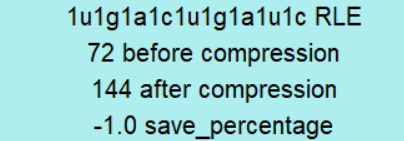 1u1g1a1c1u1g1a1u1c RLE
72 before compression
144 after compression
-1.0 save_percentage